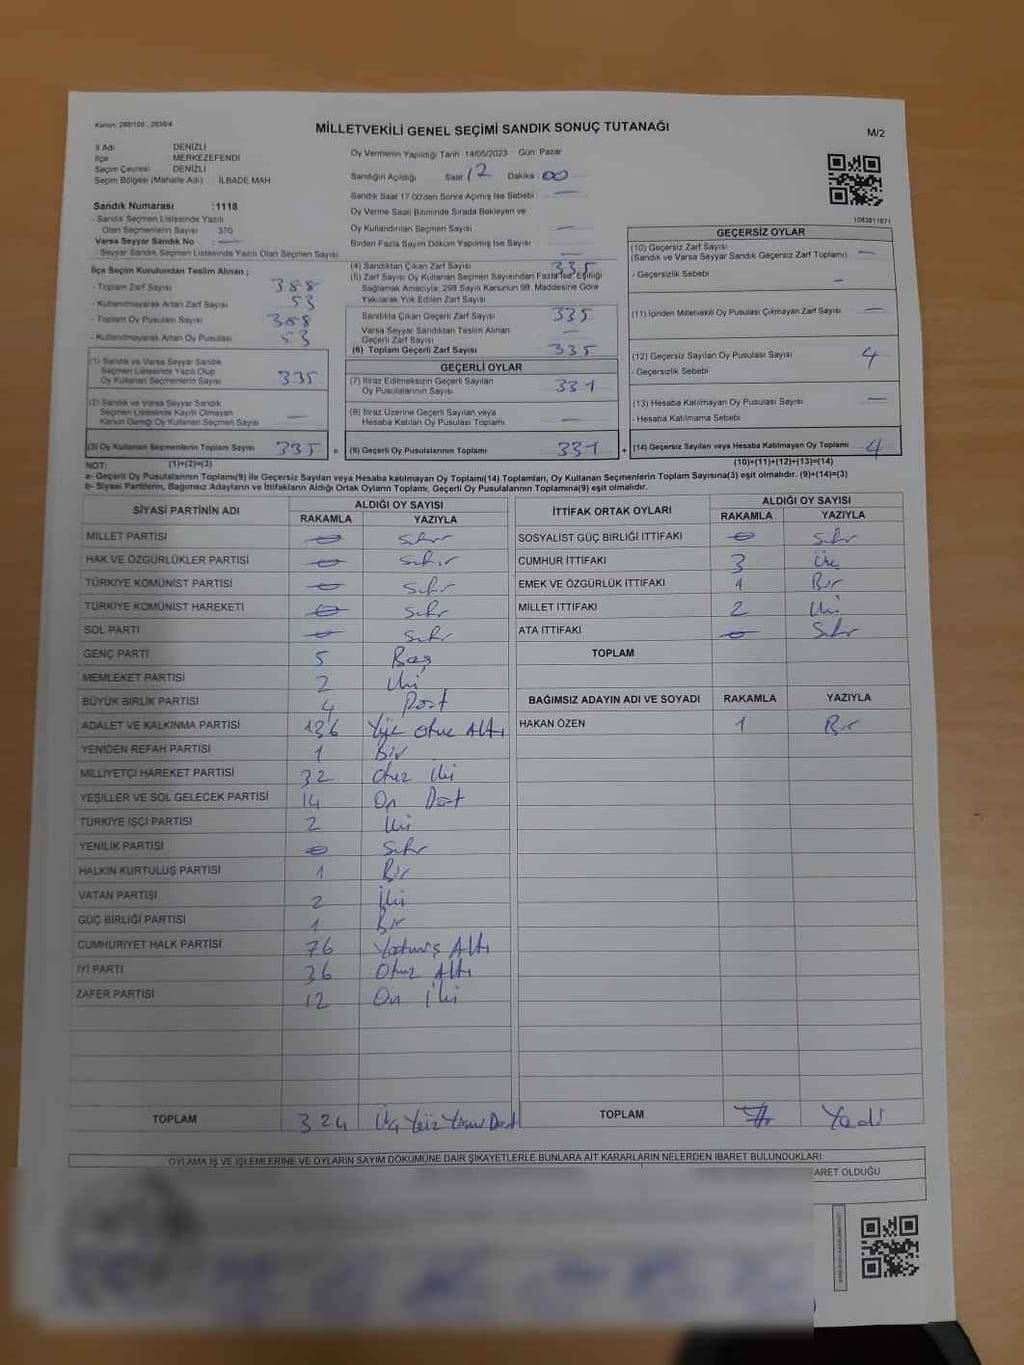 Kanun: 298/105 , 2839/4
MİLLETVEKİLİ GENEL SEÇİMİ SANDIK SONUÇ TUTANAĞI
M/2
İl Adı DENİZLİ
İlçe MERKEZEFENDİ
Seçim Çevresi DENİZLİ
Seçim Bölgesi (Mahalle Adı) İLBADE MAH
Oy Vermenin Yapıldığı Tarih 14/05/2023 Gün: Pazar
Sandığın Açıldığı Saat 12 Dakika 00
Sandık Saat 17:00'den Sonra Açılmış İse Sebebi —
Oy Verme Saati Bitiminde Sırada Bekleyen ve
Oy Kullandırılan Seçmen Sayısı —
Birden Fazla Sayım Döküm Yapılmış İse Sayısı —
Sandık Numarası :1118
- Sandık Seçmen Listesinde Yazılı
Olan Seçmenlerin Sayısı 370
Varsa Seyyar Sandık No : —
- Seyyar Sandık Seçmen Listesinde Yazılı Olan Seçmen Sayısı
İlçe Seçim Kurulundan Teslim Alınan ;
- Toplam Zarf Sayısı 388
- Kullanılmayarak Artan Zarf Sayısı 53
- Toplam Oy Pusulası Sayısı 388
- Kullanılmayarak Artan Oy Pusulası 53
(1) Sandık ve Varsa Seyyar Sandık
Seçmen Listesinde Yazılı Olup
Oy Kullanan Seçmenlerin Sayısı 335
(2) Sandık ve Varsa Seyyar Sandık
Seçmen Listesinde Kayıtlı Olmayan
Kanun Gereği Oy Kullanan Seçmen Sayısı —
(3) Oy Kullanan Seçmenlerin Toplam Sayısı 335 =
(4) Sandıktan Çıkan Zarf Sayısı 335
(5) Zarf Sayısı Oy Kullanan Seçmen Sayısından Fazla İse, Eşitliği
Sağlamak Amacıyla, 298 Sayılı Kanunun 98. Maddesine Göre
Yakılarak Yok Edilen Zarf Sayısı
Sandıkta Çıkan Geçerli Zarf Sayısı 335
Varsa Seyyar Sandıktan Teslim Alınan
Geçerli Zarf Sayısı —
(6) Toplam Geçerli Zarf Sayısı 335
GEÇERLİ OYLAR
(7) İtiraz Edilmeksizin Geçerli Sayılan
Oy Pusulalarının Sayısı 331
(8) İtiraz Üzerine Geçerli Sayılan veya
Hesaba Katılan Oy Pusulaları Toplamı —
(9) Geçerli Oy Pusulalarının Toplamı 331 +
1083811671
GEÇERSİZ OYLAR
(10) Geçersiz Zarf Sayısı
(Sandık ve Varsa Seyyar Sandık Geçersiz Zarf Toplamı) —
- Geçersizlik Sebebi —
(11) İçinden Milletvekili Oy Pusulası Çıkmayan Zarf Sayısı —
(12) Geçersiz Sayılan Oy Pusulası Sayısı 4
- Geçersizlik Sebebi
(13) Hesaba Katılmayan Oy Pusulası Sayısı —
- Hesaba Katılmama Sebebi
(14) Geçersiz Sayılan veya Hesaba Katılmayan Oy Toplamı 4
NOT: (1)+(2)=(3)
(10)+(11)+(12)+(13)=(14)
a- Geçerli Oy Pusulalarının Toplamı(9) ile Geçersiz Sayılan veya Hesaba katılmayan Oy Toplamı(14) Toplamları, Oy Kullanan Seçmenlerin Toplam Sayısına(3) eşit olmalıdır. (9)+(14)=(3)
b- Siyasi Partilerin, Bağımsız Adayların ve İttifakların Aldığı Ortak Oyların Toplamı, Geçerli Oy Pusulalarının Toplamına(9) eşit olmalıdır.
SİYASİ PARTİNİN ADI ALDIĞI OY SAYISI
RAKAMLA YAZIYLA
MİLLET PARTİSİ 0 Sıfır
HAK VE ÖZGÜRLÜKLER PARTİSİ 0 Sıfır
TÜRKİYE KOMÜNİST PARTİSİ 0 Sıfır
TÜRKİYE KOMÜNİST HAREKETİ 0 Sıfır
SOL PARTİ 0 Sıfır
GENÇ PARTİ 5 Beş
MEMLEKET PARTİSİ 2 İki
BÜYÜK BİRLİK PARTİSİ 4 Dört
ADALET VE KALKINMA PARTİSİ 136 Yüz Otuz Altı
YENİDEN REFAH PARTİSİ 1 Bir
MİLLİYETÇİ HAREKET PARTİSİ 32 Otuz İki
YEŞİLLER VE SOL GELECEK PARTİSİ 14 On Dört
TÜRKİYE İŞÇİ PARTİSİ 2 İki
YENİLİK PARTİSİ 0 Sıfır
HALKIN KURTULUŞ PARTİSİ 1 Bir
VATAN PARTİSİ 2 İki
GÜÇ BİRLİĞİ PARTİSİ 1 Bir
CUMHURİYET HALK PARTİSİ 76 Yetmiş Altı
İYİ PARTİ 36 Otuz Altı
ZAFER PARTİSİ 12 On İki
TOPLAM 324 Üç Yüz Yirmi Dört
İTTİFAK ORTAK OYLARI ALDIĞI OY SAYISI
RAKAMLA YAZIYLA
SOSYALİST GÜÇ BİRLİĞİ İTTİFAKI 0 Sıfır
CUMHUR İTTİFAKI 3 Üç
EMEK VE ÖZGÜRLÜK İTTİFAKI 1 Bir
MİLLET İTTİFAKI 2 İki
ATA İTTİFAKI 0 Sıfır
TOPLAM
BAĞIMSIZ ADAYIN ADI VE SOYADI RAKAMLA YAZIYLA
HAKAN ÖZEN 1 Bir
TOPLAM 7 Yedi
OYLAMA İŞ VE İŞLEMLERİNE VE OYLARIN SAYIM DÖKÜMÜNE DAİR ŞİKAYETLERLE BUNLARA AİT KARARLARIN NELERDEN İBARET BULUNDUKLARI
ARET OLDUĞU